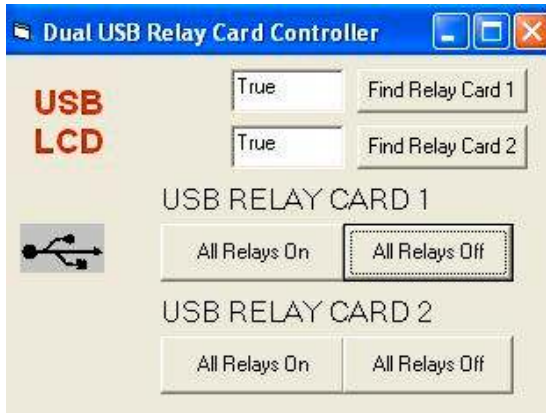 Dual USB Relay Card Controller
USB
LCD
True
Find Relay Card 1
True
Find Relay Card 2
USB RELAY CARD 1
All Relays On
All Relays Off
USB RELAY CARD 2
All Relays On
All Relays Off